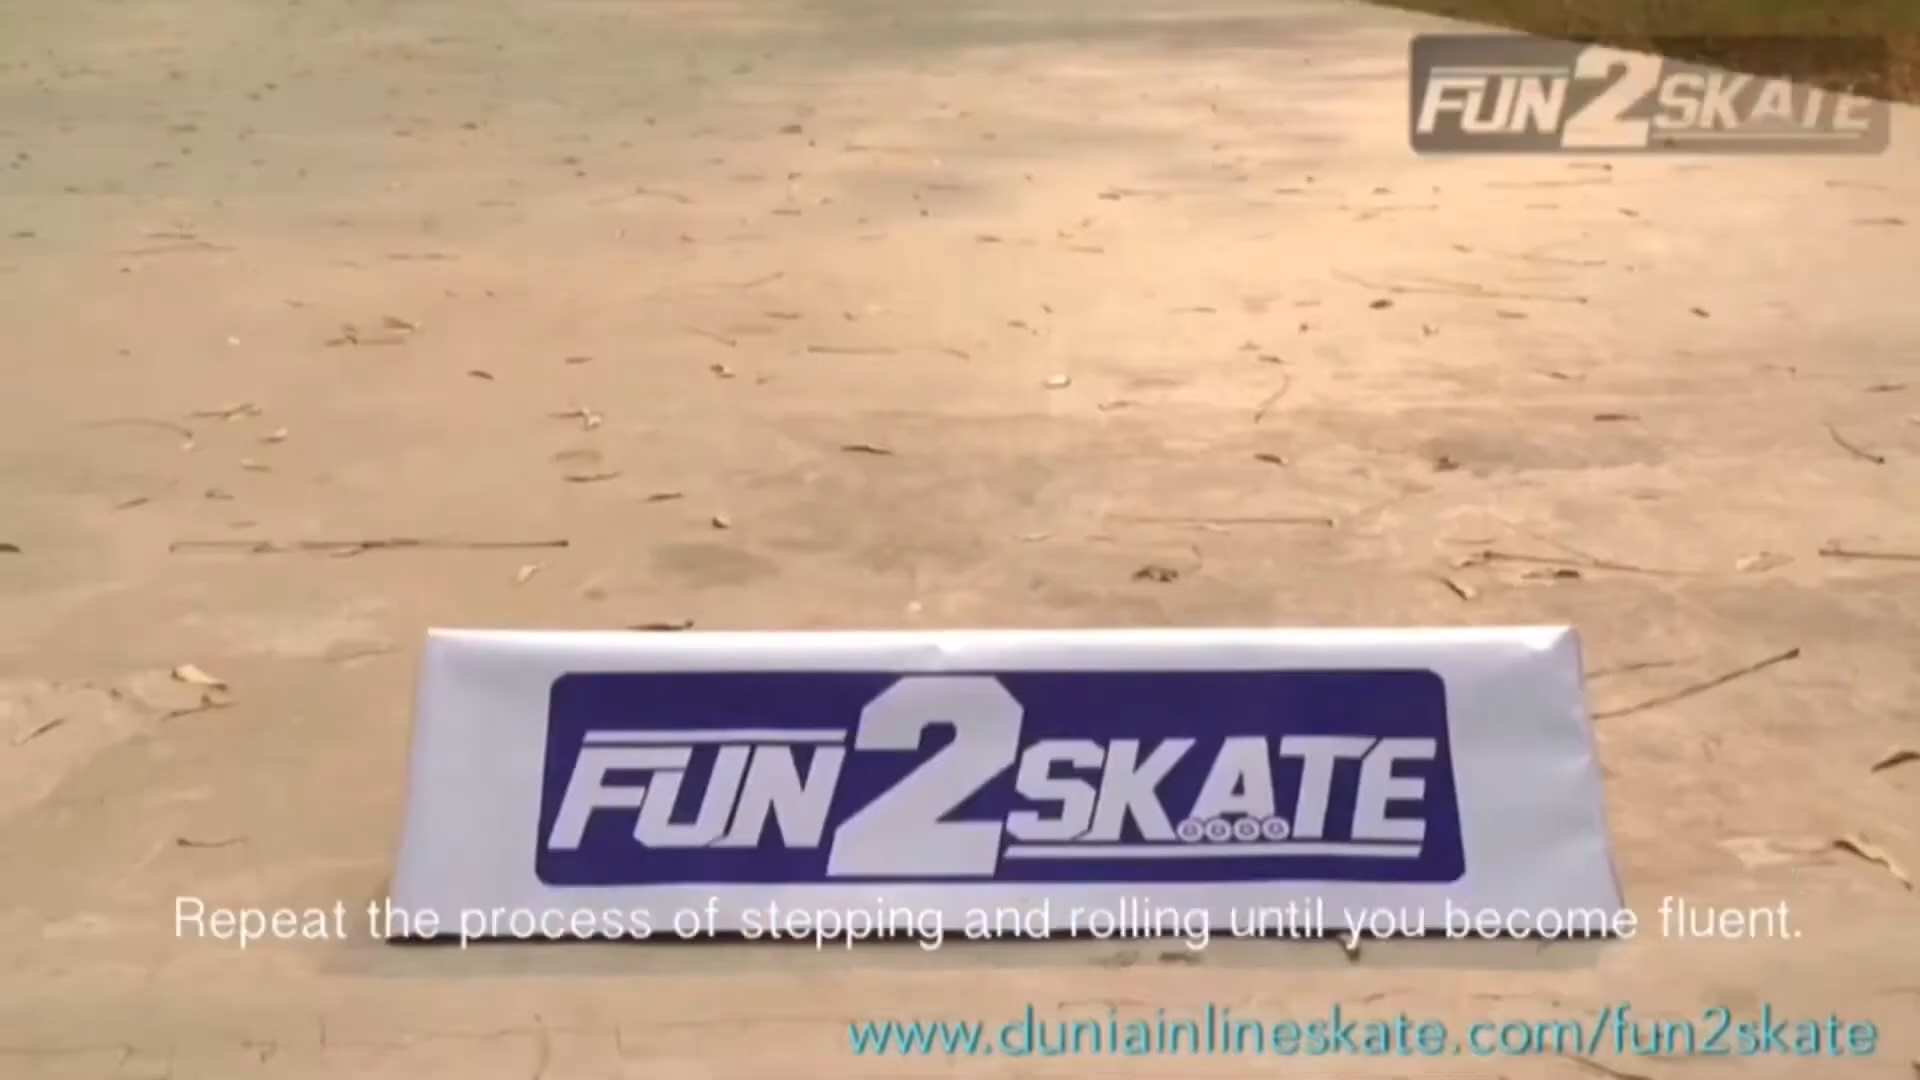 FUN2SKATE
FUN2SKATE
Repeat the process of stepping and rolling until you become fluent.
www.duniainlineskate.com/fun2skate